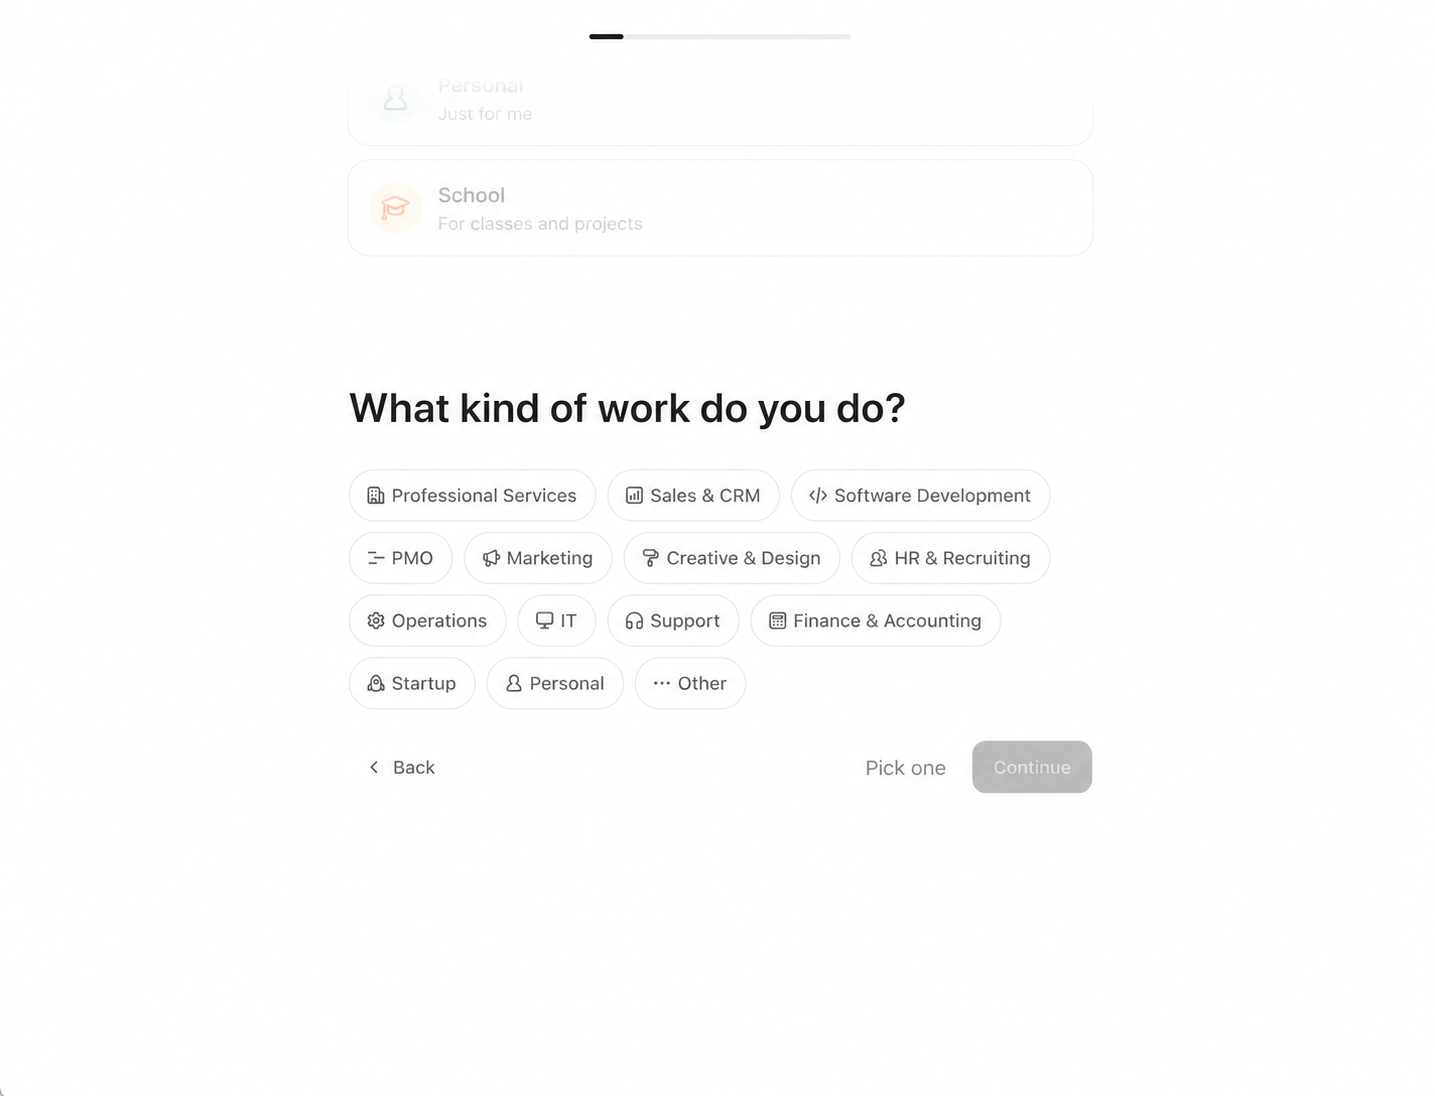 Personal
Just for me
School
For classes and projects
What kind of work do you do?
Professional Services
Sales & CRM
Software Development
PMO
Marketing
Creative & Design
HR & Recruiting
Operations
IT
Support
Finance & Accounting
Startup
Personal
Other
Back
Pick one
Continue